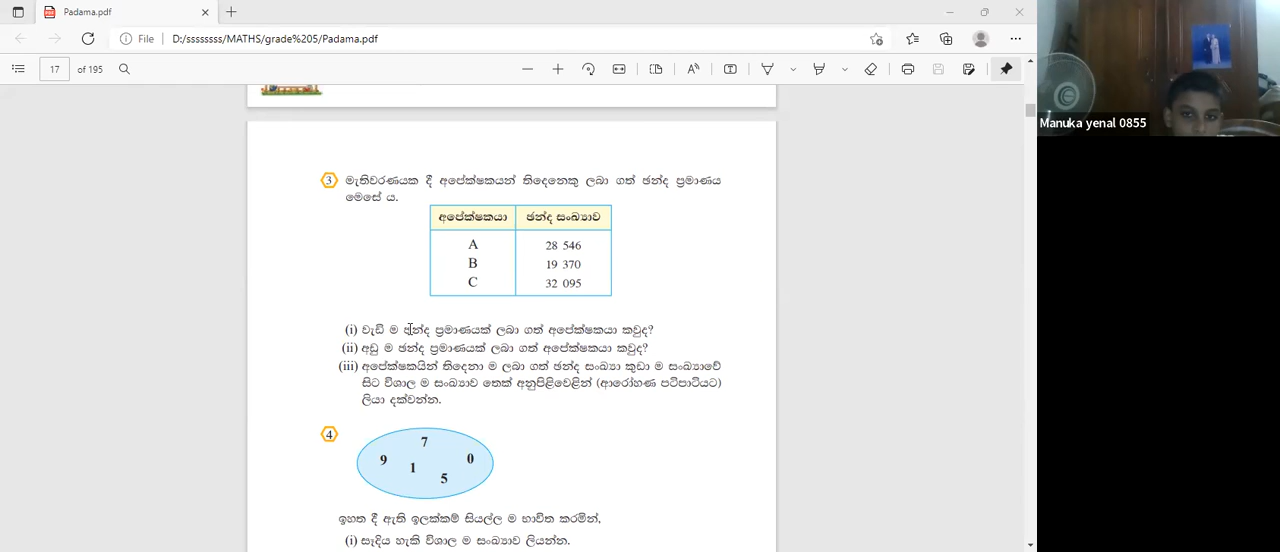 Padama.pdf
File D:/ssssssss/MATHS/grade%205/Padama.pdf
17 of 195
Manuka yenal 0855
3 මැතිවරණයක දී අපේක්ෂකයන් තිදෙනෙකු ලබා ගත් ඡන්ද ප්‍රමාණය
මෙසේ ය.
අපේක්ෂකයා ඡන්ද සංඛ්‍යාව
A 28 546
B 19 370
C 32 095
(i) වැඩි ම ඡන්ද ප්‍රමාණයක් ලබා ගත් අපේක්ෂකයා කවුද?
(ii) අඩු ම ඡන්ද ප්‍රමාණයක් ලබා ගත් අපේක්ෂකයා කවුද?
(iii) අපේක්ෂකයින් තිදෙනා ම ලබා ගත් ඡන්ද සංඛ්‍යා කුඩා ම සංඛ්‍යාවේ
සිට විශාල ම සංඛ්‍යාව තෙක් අනුපිළිවෙළින් (ආරෝහණ පටිපාටියට)
ලියා දක්වන්න.
4
7
9 0
1
5
ඉහත දී ඇති ඉලක්කම් සියල්ල ම භාවිත කරමින්,
(i) සෑදිය හැකි විශාල ම සංඛ්‍යාව ලියන්න.